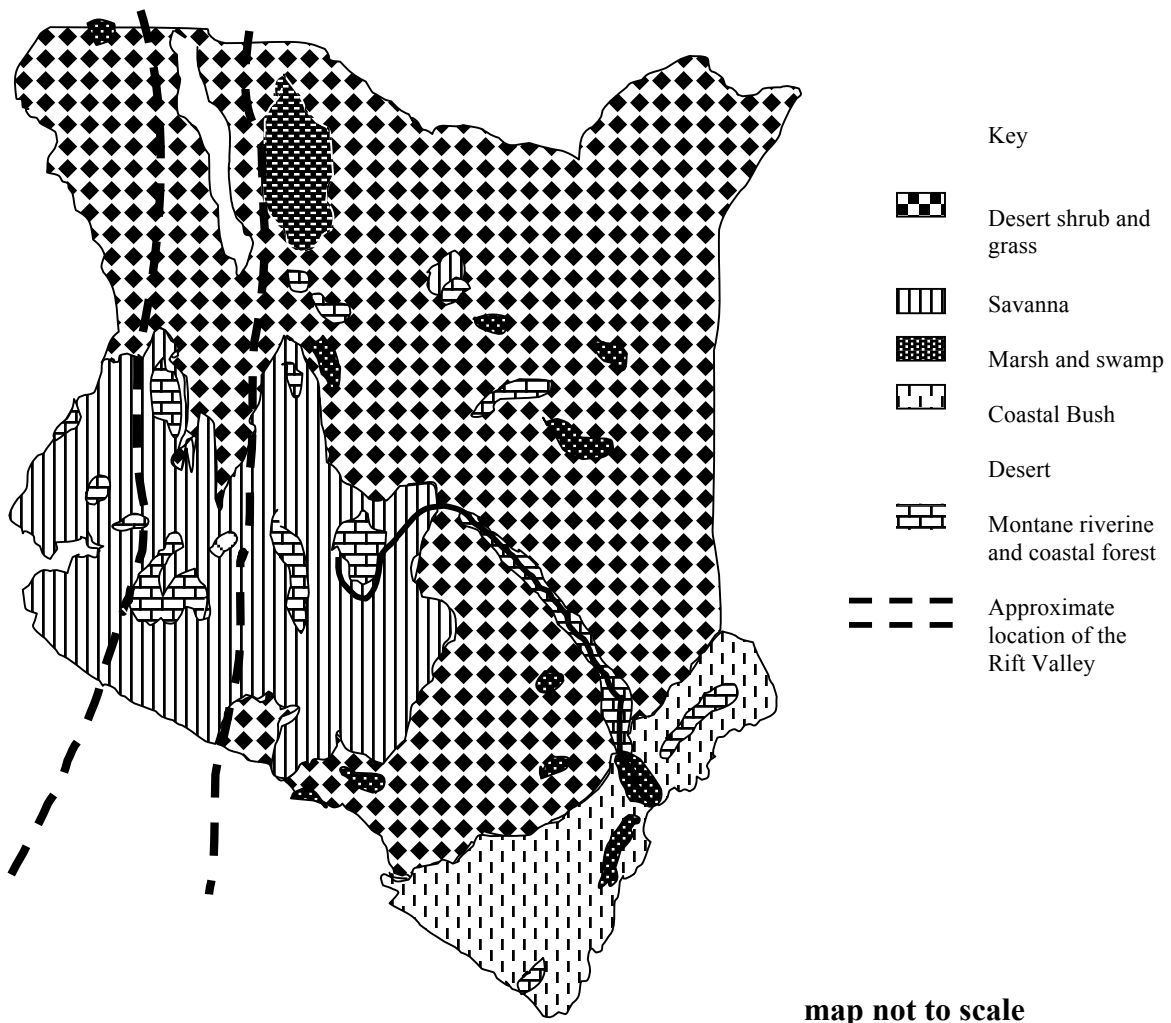 Key
Desert shrub and
grass
Savanna
Marsh and swamp
Coastal Bush
Desert
Montane riverine
and coastal forest
Approximate
location of the
Rift Valley
map not to scale